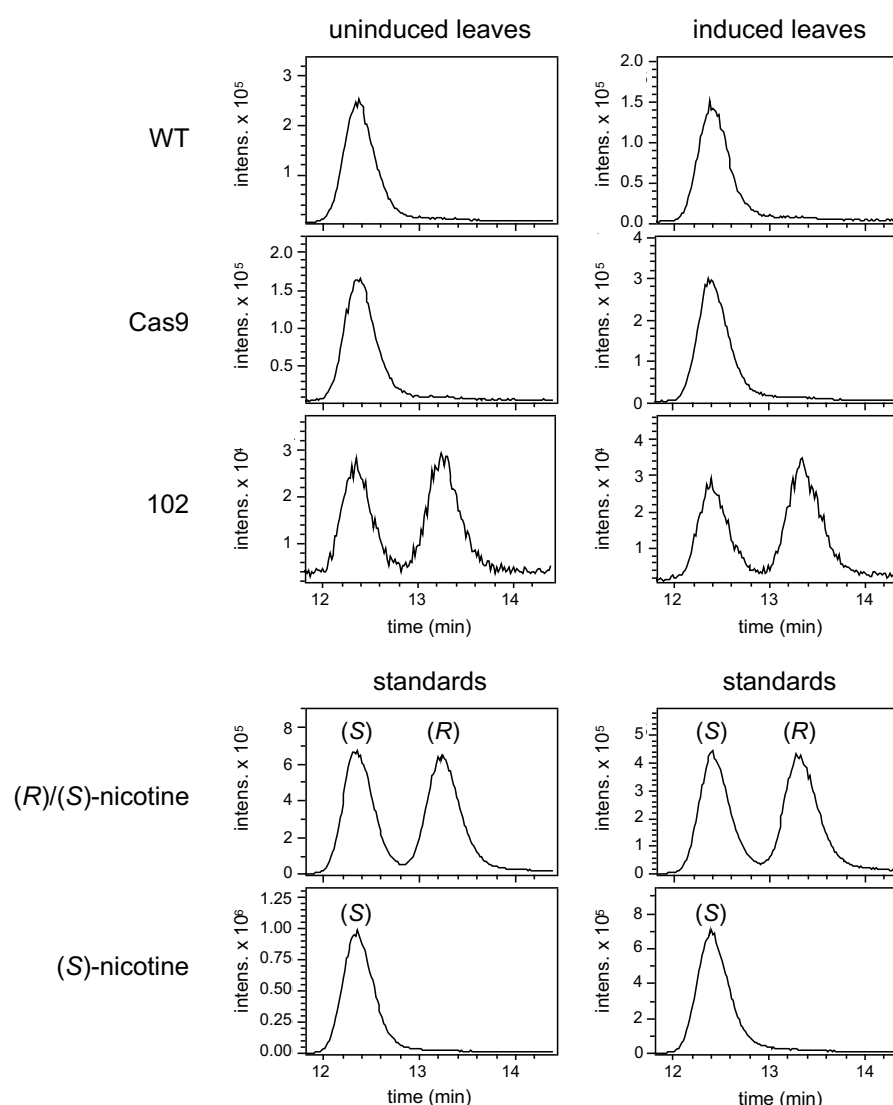 uninduced leaves
induced leaves
WT
intens. x 10⁵
3
2
1
intens. x 10⁵
2.0
1.5
1.0
0.5
0.0
Cas9
intens. x 10⁵
2.0
1.5
1.0
0.5
intens. x 10⁵
4
3
2
1
0
102
intens. x 10⁴
3
2
1
12 13 14
time (min)
intens. x 10⁴
4
3
2
1
12 13 14
time (min)
standards
standards
(R)/(S)-nicotine
intens. x 10⁵
8
6
4
2
0
(S) (R)
intens. x 10⁵
5
4
3
2
1
0
(S) (R)
(S)-nicotine
intens. x 10⁶
1.25
1.00
0.75
0.50
0.25
0.00
(S)
12 13 14
time (min)
intens. x 10⁵
8
6
4
2
0
(S)
12 13 14
time (min)